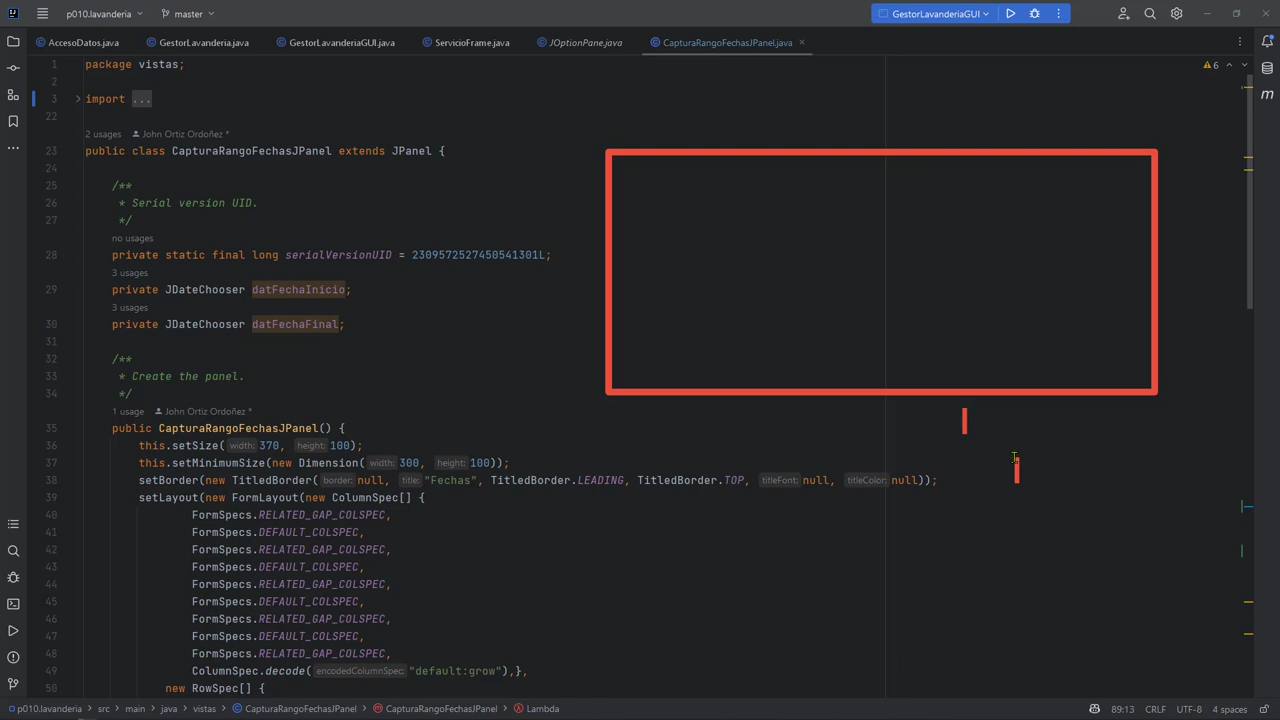 p010.lavanderia master GestorLavanderiaGUI
AccesoDatos.java GestorLavanderia.java GestorLavanderiaGUI.java ServicioFrame.java JOptionPane.java CapturaRangoFechasJPanel.java
1 package vistas; 6
2
3 import ...
22
2 usages John Ortiz Ordoñez *
23 public class CapturaRangoFechasJPanel extends JPanel {
24
25 /**
26 * Serial version UID.
27 */
no usages
28 private static final long serialVersionUID = 2309572527450541301L;
3 usages
29 private JDateChooser datFechaInicio;
3 usages
30 private JDateChooser datFechaFinal;
31
32 /**
33 * Create the panel.
34 */
1 usage John Ortiz Ordoñez *
35 public CapturaRangoFechasJPanel() {
36 this.setSize( width: 370, height: 100);
37 this.setMinimumSize(new Dimension( width: 300, height: 100));
38 setBorder(new TitledBorder( border: null, title: "Fechas", TitledBorder.LEADING, TitledBorder.TOP, titleFont: null, titleColor: null));
39 setLayout(new FormLayout(new ColumnSpec[] {
40 FormSpecs.RELATED_GAP_COLSPEC,
41 FormSpecs.DEFAULT_COLSPEC,
42 FormSpecs.RELATED_GAP_COLSPEC,
43 FormSpecs.DEFAULT_COLSPEC,
44 FormSpecs.RELATED_GAP_COLSPEC,
45 FormSpecs.DEFAULT_COLSPEC,
46 FormSpecs.RELATED_GAP_COLSPEC,
47 FormSpecs.DEFAULT_COLSPEC,
48 FormSpecs.RELATED_GAP_COLSPEC,
49 ColumnSpec.decode( encodedColumnSpec: "default:grow"),},
50 new RowSpec[] {
p010.lavanderia > src > main > java > vistas > CapturaRangoFechasJPanel > CapturaRangoFechasJPanel > Lambda 89:13 CRLF UTF-8 4 spaces